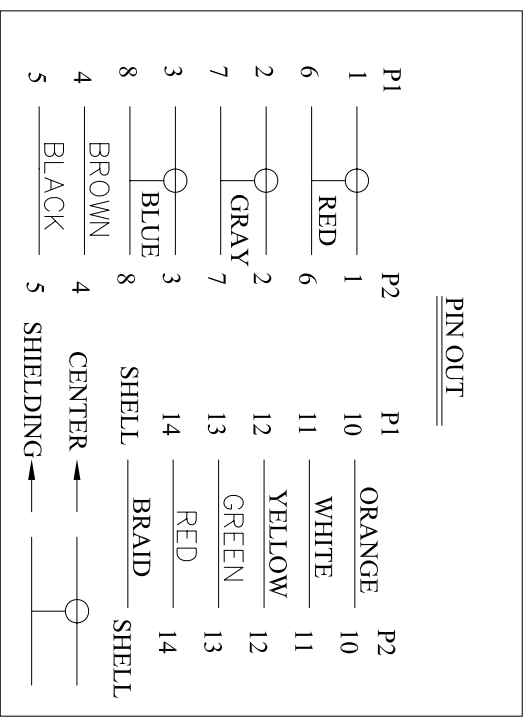 PIN OUT
P1 P2
1 1
RED
6 6
2 2
GRAY
7 7
3 3
BLUE
8 8
BROWN
4 4
BLACK
5 5
P1 P2
ORANGE
10 10
WHITE
11 11
YELLOW
12 12
GREEN
13 13
RED
14 14
BRAID
SHELL SHELL
CENTER
SHIELDING